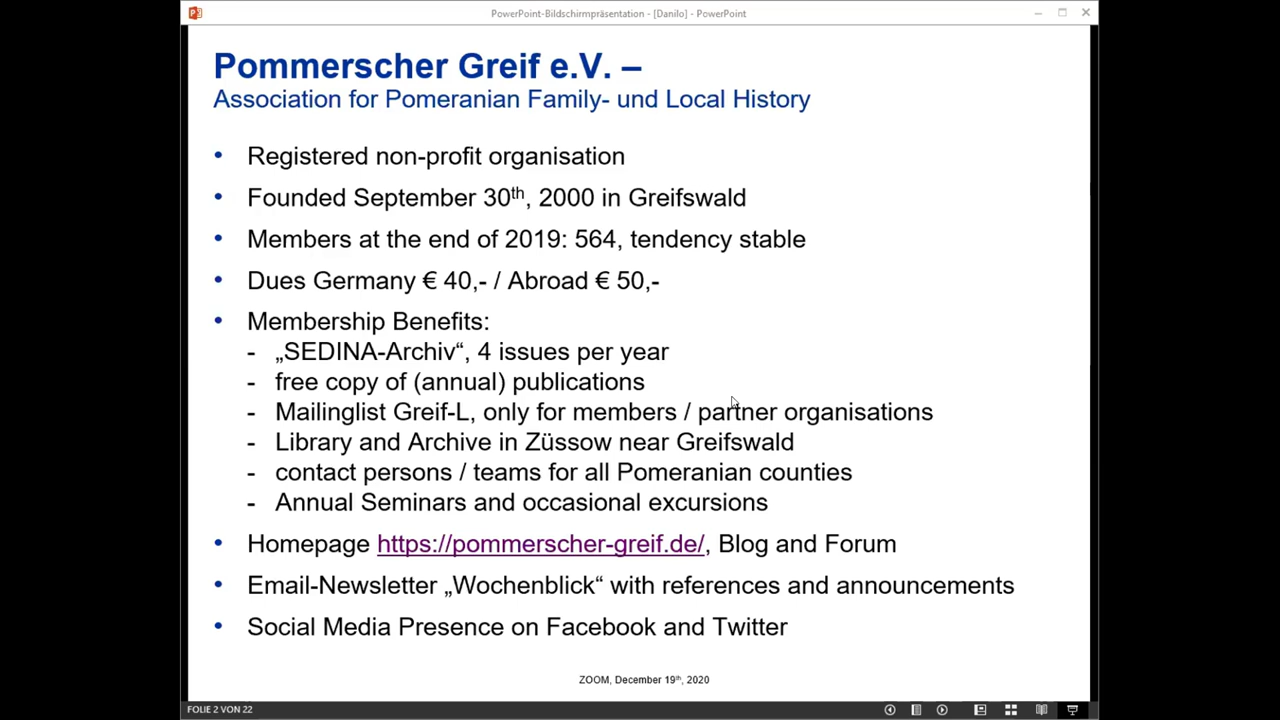 PowerPoint-Bildschirmpräsentation - [Danilo] - PowerPoint
Pommerscher Greif e.V. –
Association for Pomeranian Family- und Local History
• Registered non-profit organisation
• Founded September 30th, 2000 in Greifswald
• Members at the end of 2019: 564, tendency stable
• Dues Germany € 40,- / Abroad € 50,-
• Membership Benefits:
- „SEDINA-Archiv“, 4 issues per year
- free copy of (annual) publications
- Mailinglist Greif-L, only for members / partner organisations
- Library and Archive in Züssow near Greifswald
- contact persons / teams for all Pomeranian counties
- Annual Seminars and occasional excursions
• Homepage https://pommerscher-greif.de/, Blog and Forum
• Email-Newsletter „Wochenblick“ with references and announcements
• Social Media Presence on Facebook and Twitter
ZOOM, December 19th, 2020
FOLIE 2 VON 22